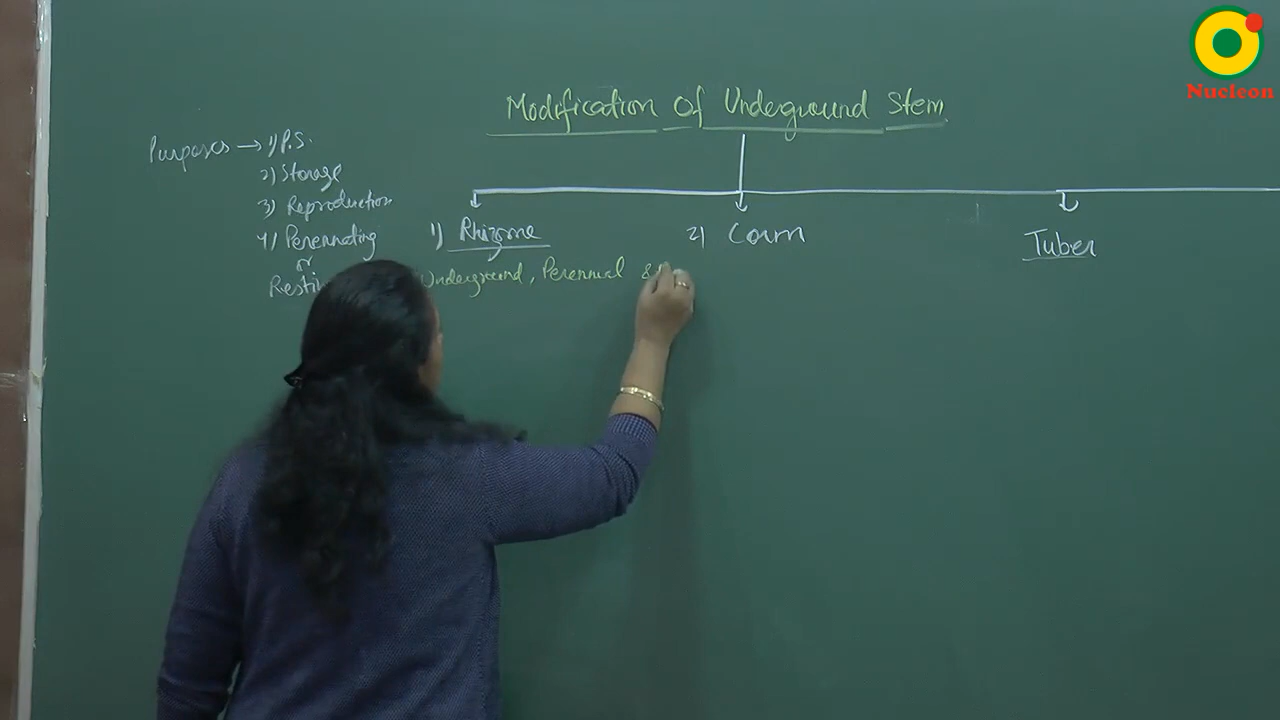 Nucleon
Modification Of Underground Stem
Purposes → 1) P.S.
2) Storage
3) Reproduction
4) Perennating
or
1) Rhizome
2) Corm
Tuber
Underground, Perennial &